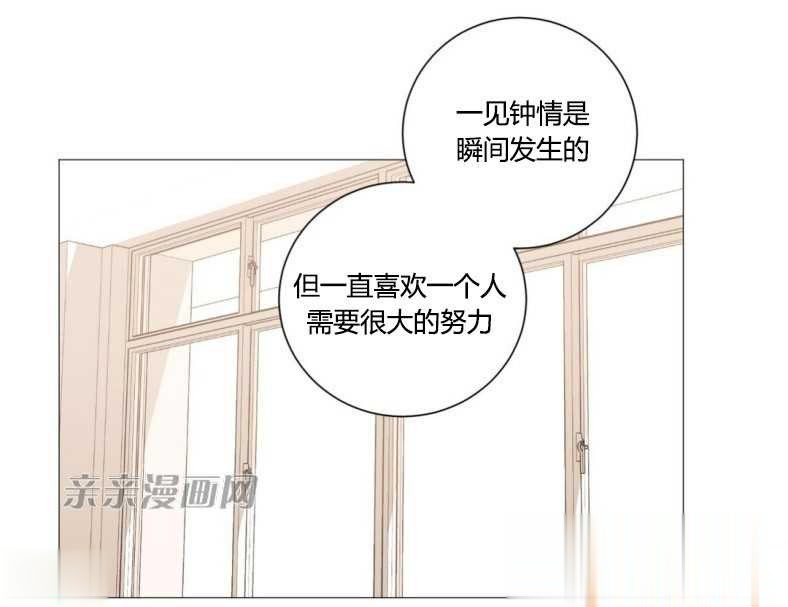 一见钟情是
瞬间发生的
但一直喜欢一个人
需要很大的努力
亲亲漫画网